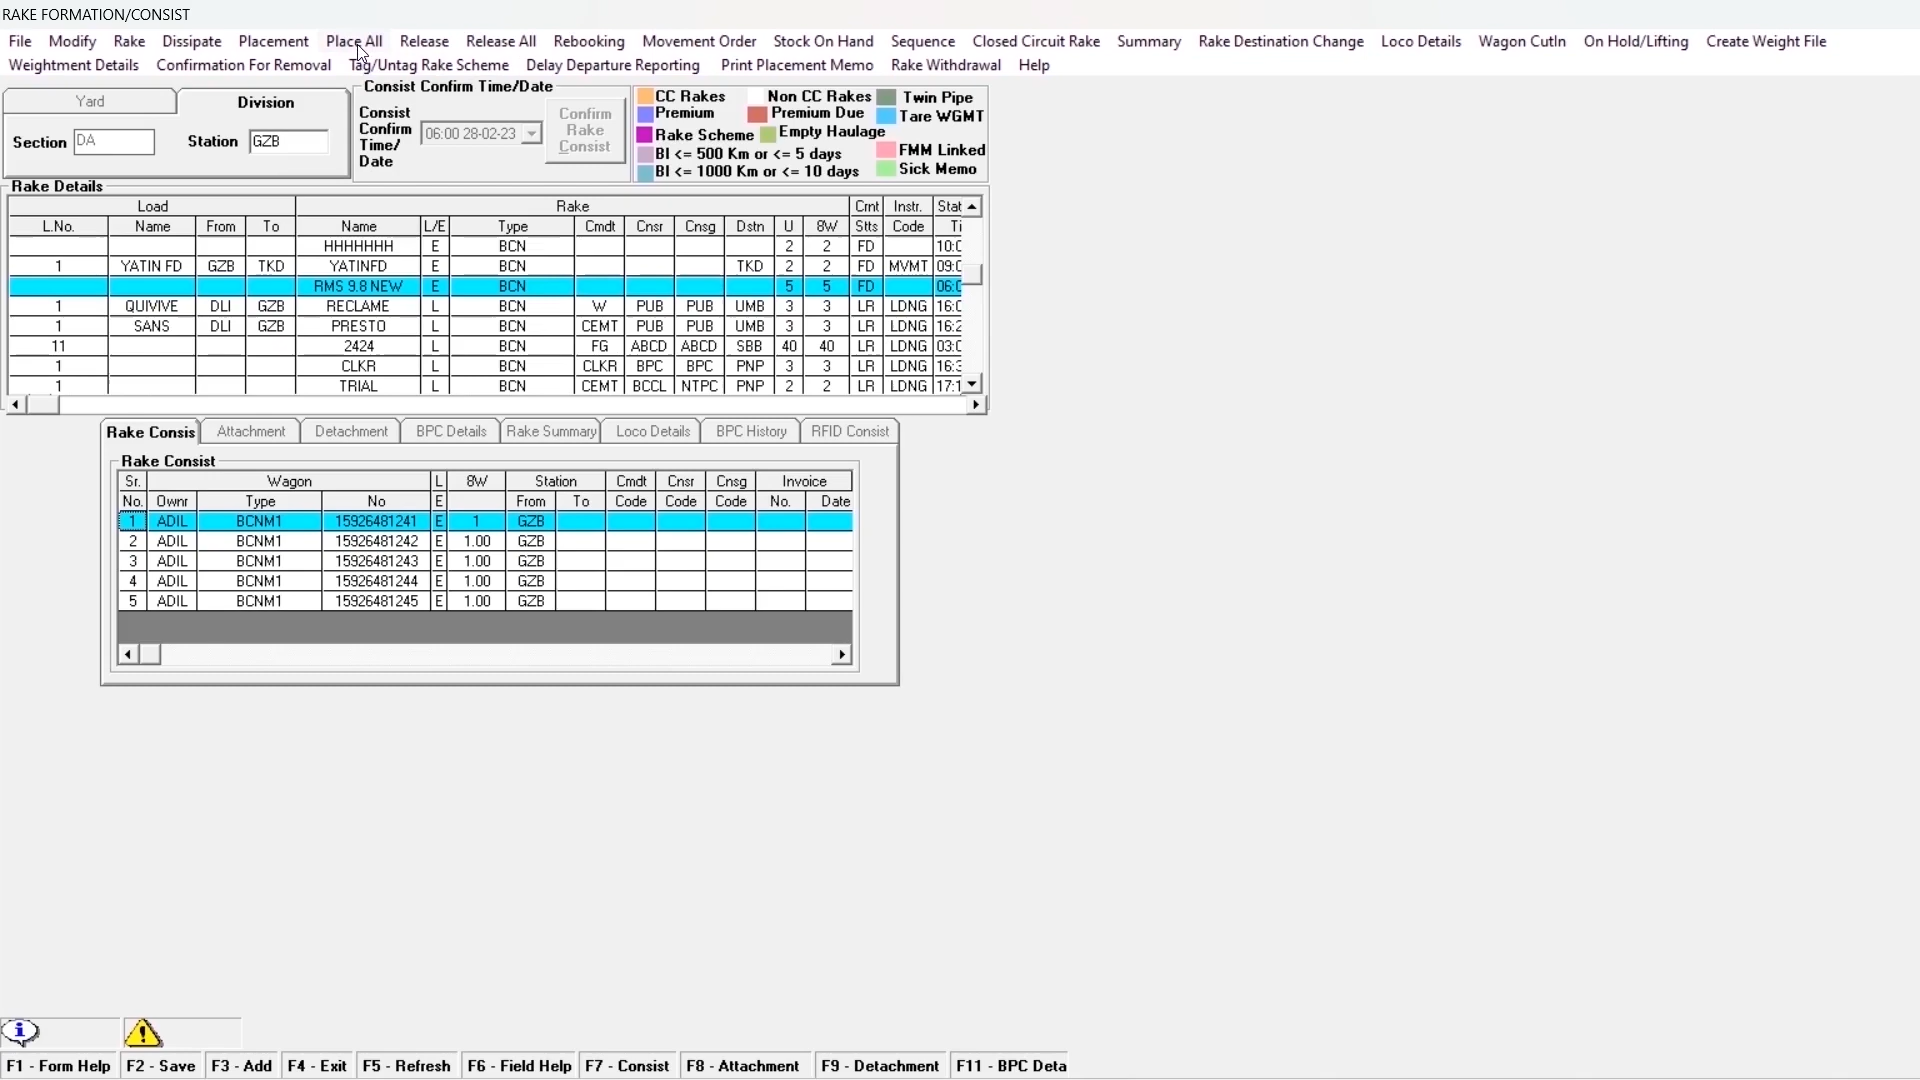 RAKE FORMATION/CONSIST
File Modify Rake Dissipate Placement Place All Release Release All Rebooking Movement Order Stock On Hand Sequence Closed Circuit Rake Summary Rake Destination Change Loco Details Wagon CutIn On Hold/Lifting Create Weight File
Weightment Details Confirmation For Removal Tag/Untag Rake Scheme Delay Departure Reporting Print Placement Memo Rake Withdrawal Help
Yard Division
Section DA Station GZB
Consist Confirm Time/Date
Consist Confirm Time/ Date 06:00 28-02-23 Confirm Rake Consist
CC Rakes Non CC Rakes Twin Pipe
Premium Premium Due Tare WGMT
Rake Scheme Empty Haulage
BI <= 500 Km or <= 5 days FMM Linked
BI <= 1000 Km or <= 10 days Sick Memo
Rake Details
Load Rake Crnt Instr. Stat
L.No. Name From To Name L/E Type Cmdt Cnsr Cnsg Dstn U 8W Stts Code Ti
HHHHHHH E BCN 2 2 FD 10:0
1 YATIN FD GZB TKD YATINFD E BCN TKD 2 2 FD MVMT 09:0
RMS 9.8 NEW E BCN 5 5 FD 06:0
1 QUIVIVE DLI GZB RECLAME L BCN W PUB PUB UMB 3 3 LR LDNG 16:0
1 SANS DLI GZB PRESTO L BCN CEMT PUB PUB UMB 3 3 LR LDNG 16:2
11 2424 L BCN FG ABCD ABCD SBB 40 40 LR LDNG 03:0
1 CLKR L BCN CLKR BPC BPC PNP 3 3 LR LDNG 16:3
1 TRIAL L BCN CEMT BCCL NTPC PNP 2 2 LR LDNG 17:1
Rake Consis Attachment Detachment BPC Details Rake Summary Loco Details BPC History RFID Consist
Rake Consist
Sr. Wagon L 8W Station Cmdt Cnsr Cnsg Invoice
No. Ownr Type No E From To Code Code Code No. Date
1 ADIL BCNM1 15926481241 E 1 GZB
2 ADIL BCNM1 15926481242 E 1.00 GZB
3 ADIL BCNM1 15926481243 E 1.00 GZB
4 ADIL BCNM1 15926481244 E 1.00 GZB
5 ADIL BCNM1 15926481245 E 1.00 GZB
F1 - Form Help F2 - Save F3 - Add F4 - Exit F5 - Refresh F6 - Field Help F7 - Consist F8 - Attachment F9 - Detachment F11 - BPC Deta